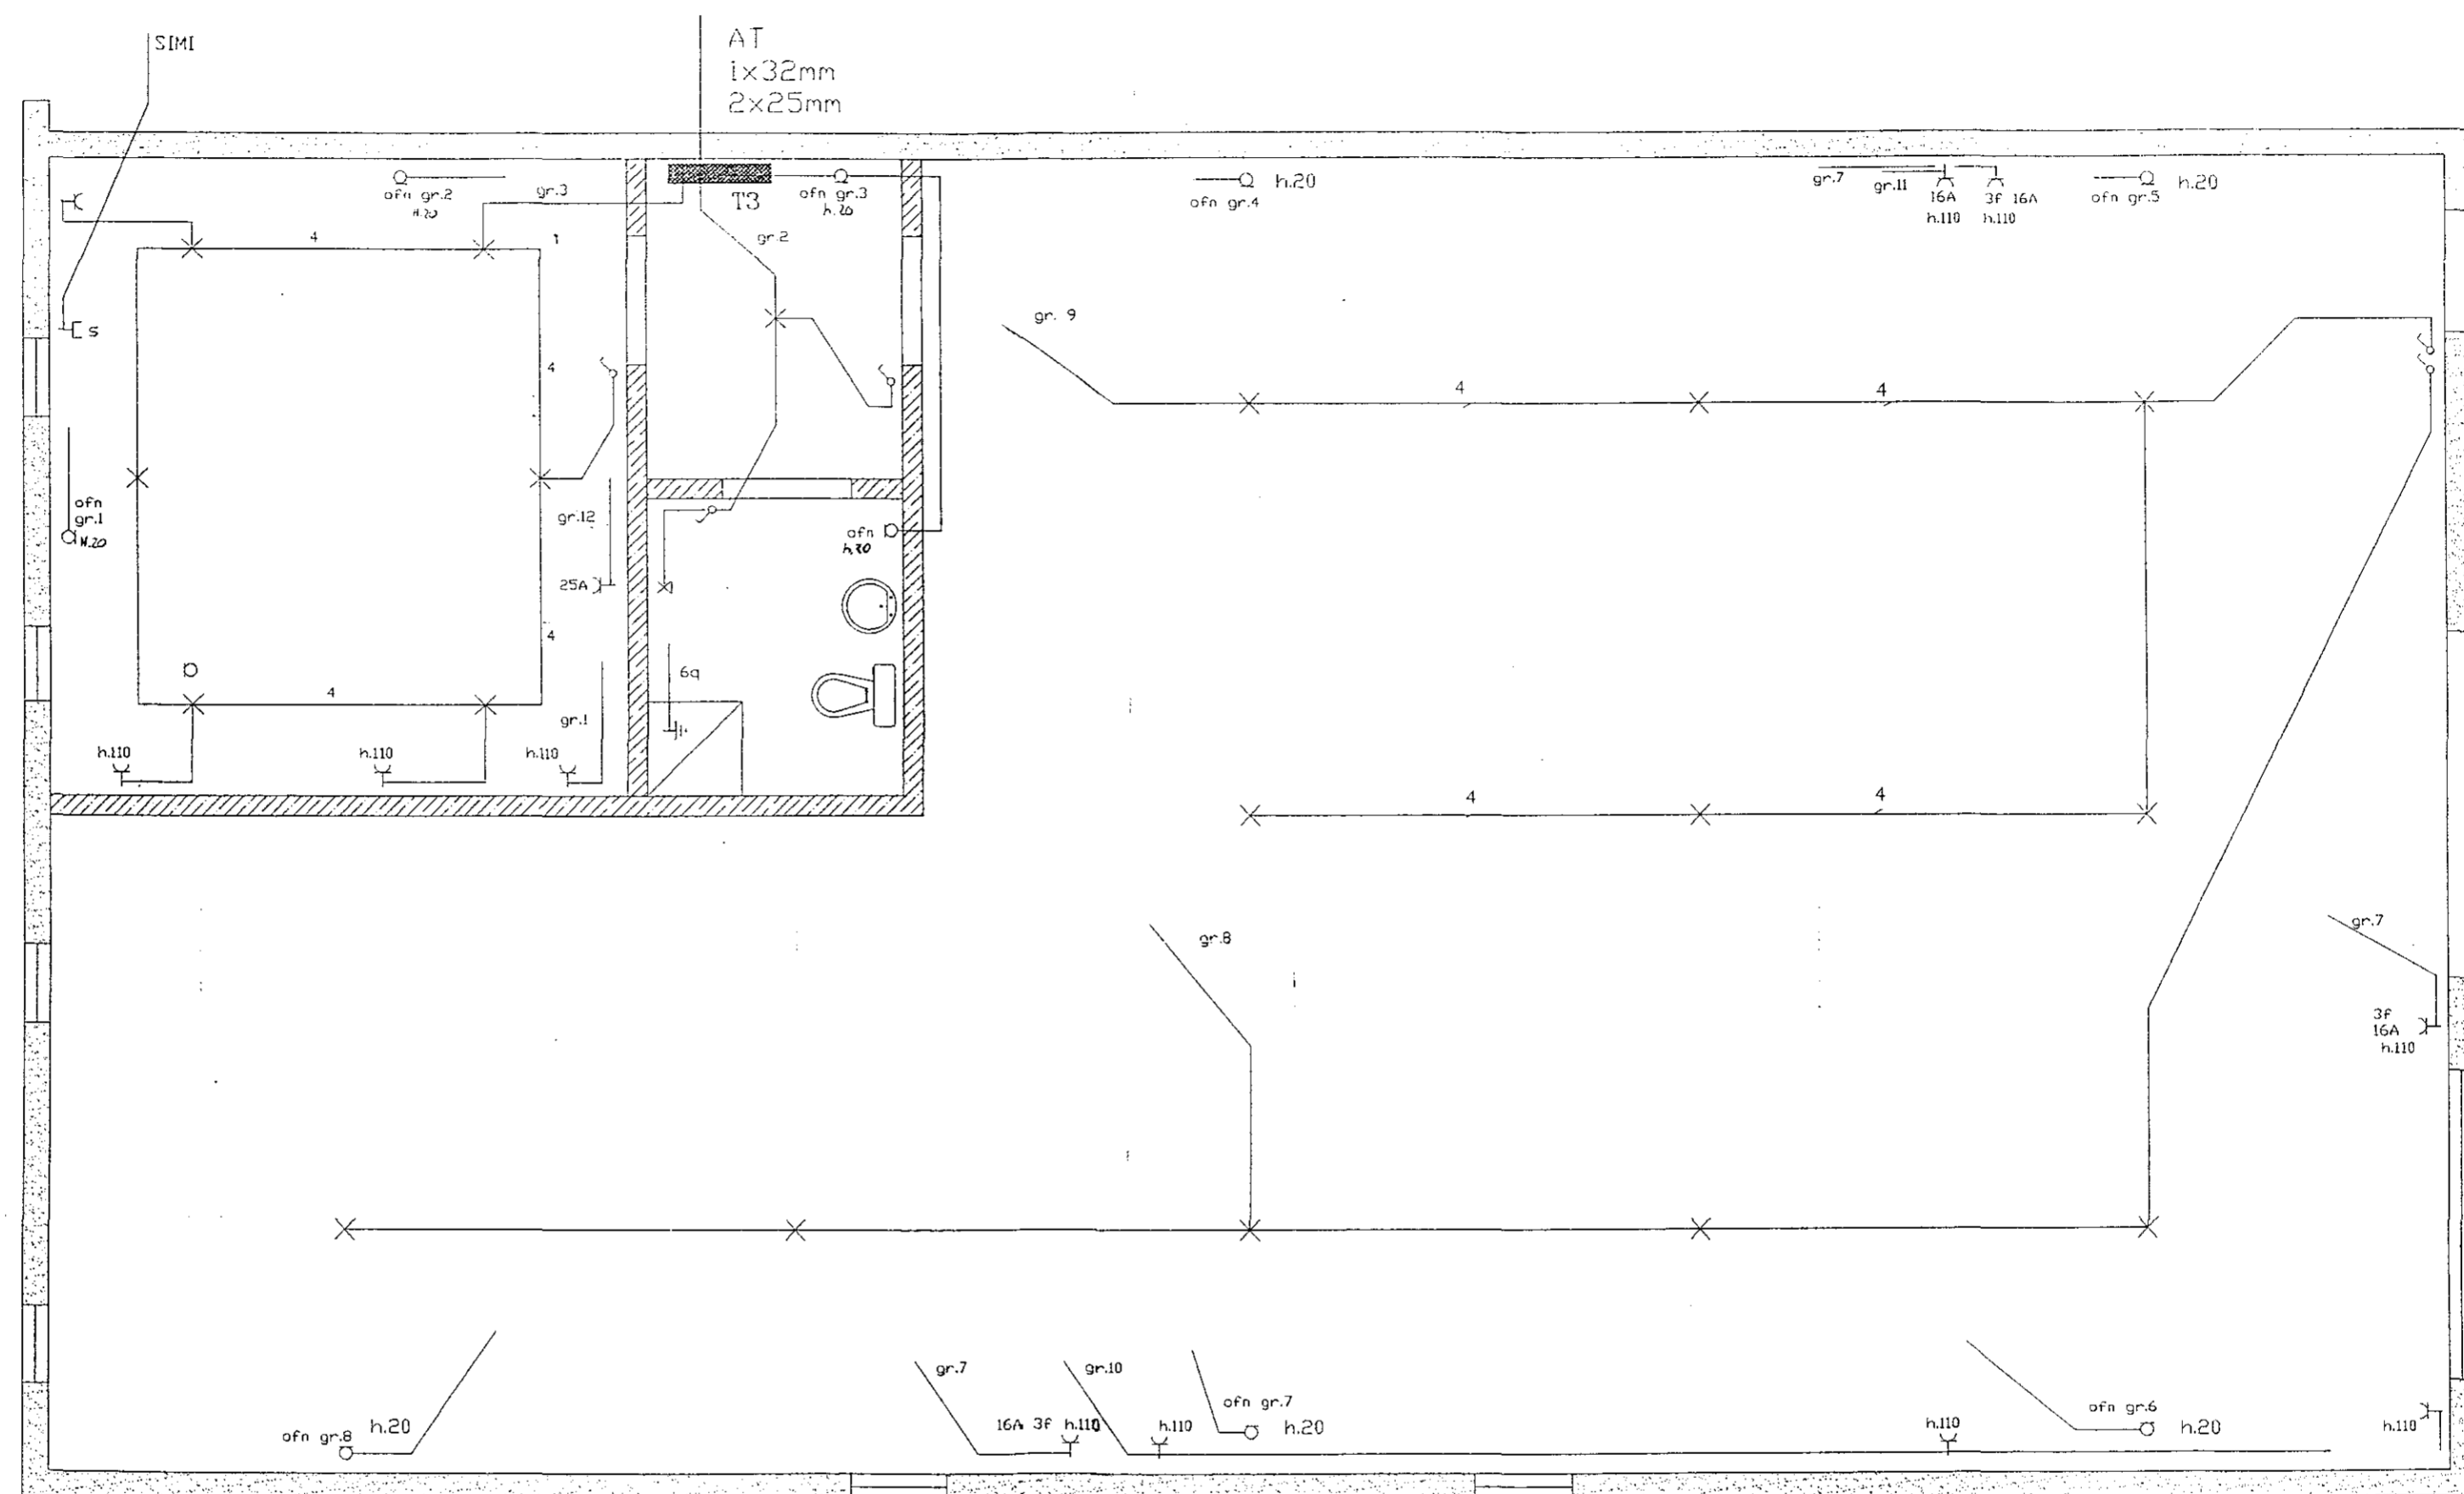 SIMI
AT
1x32mm
2x25mm
ofn gr.2
H.20
gr.3
T3
ofn gr.3
h.20
ofn gr.4
h.20
gr.7
gr.11
16A
h.110
3f 16A
h.110
ofn gr.5
h.20
4
1
gr.2
S
gr. 9
4
4
4
ofn
gr.1
H.20
gr.12
ofn
h.20
25A
4
6q
4
gr.1
h.110
h.110
h.110
4
4
gr.8
gr.7
3f
16A
h.110
gr.7
gr.10
ofn gr.7
h.20
16A 3f h.110
h.110
ofn gr.8
h.20
h.110
ofn gr.6
h.20
h.110